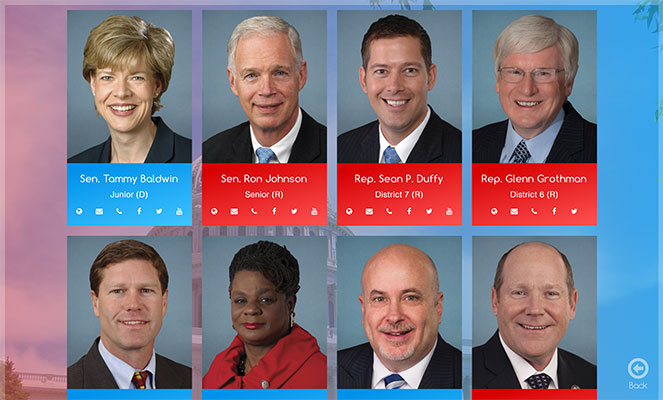 Sen. Tammy Baldwin
Junior (D)
Sen. Ron Johnson
Senior (R)
Rep. Sean P. Duffy
District 7 (R)
Rep. Glenn Grothman
District 6 (R)
Back